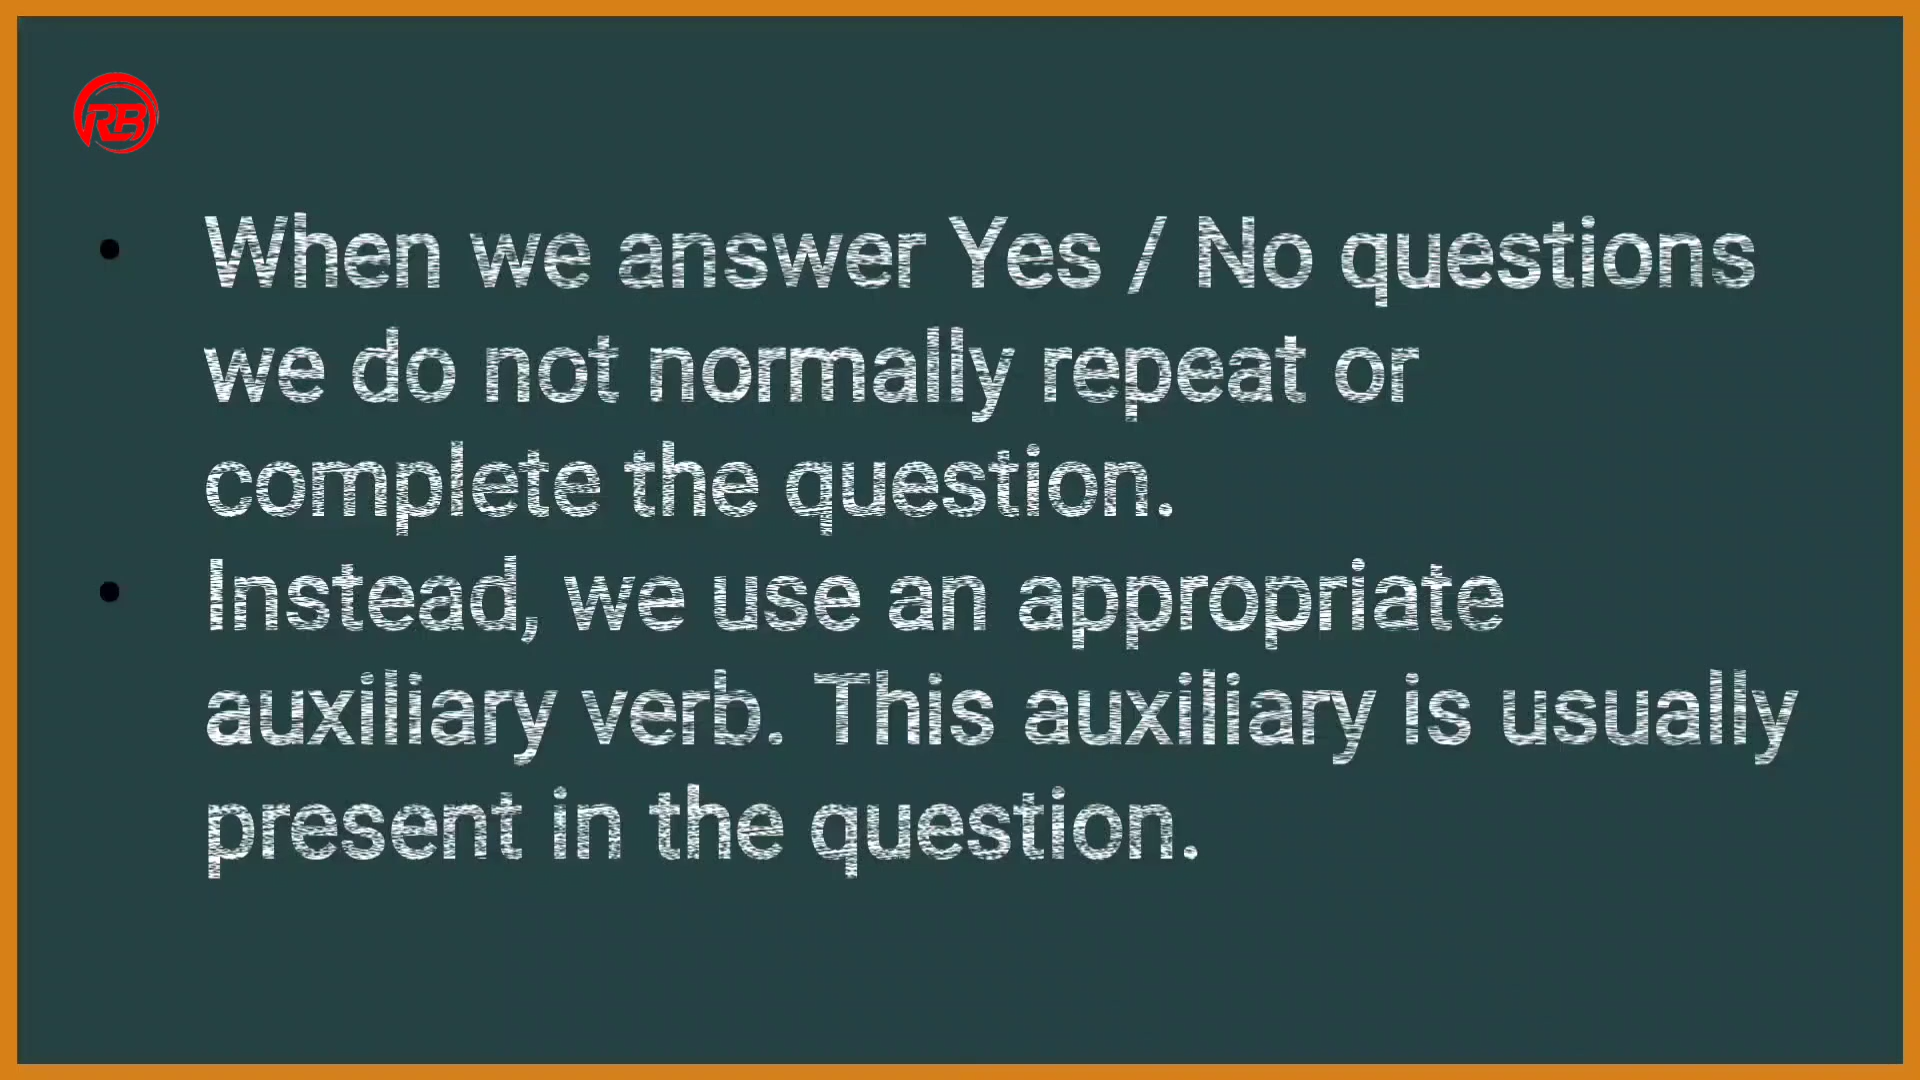 RB
When we answer Yes / No questions
we do not normally repeat or
complete the question.
Instead, we use an appropriate
auxiliary verb. This auxiliary is usually
present in the question.